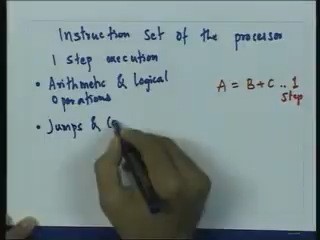 Instruction set of the processor
1 step execution
• Arithmetic & Logical
Operations
A = B + C .. 1
step
• Jumps & C